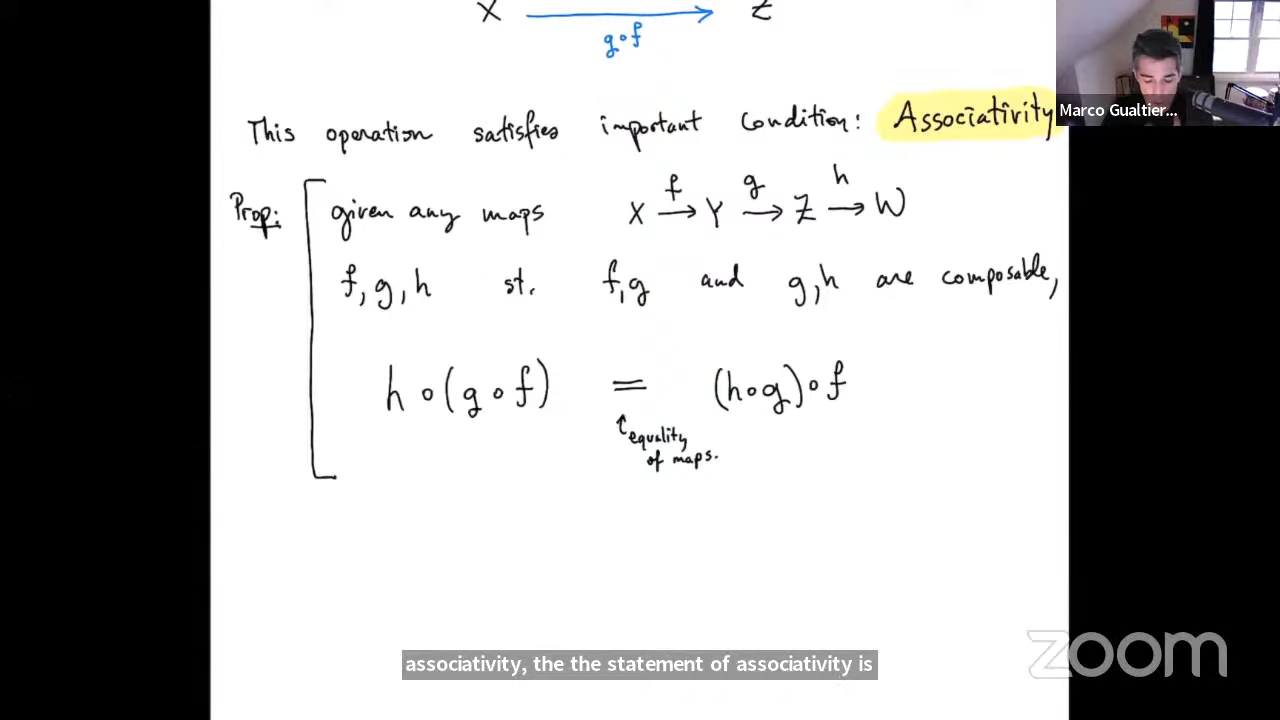 X → Z
g∘f
This operation satisfies important condition: Associativity
Marco Gualtier...
Prop: given any maps X →f Y →g Z →h W
f, g, h st. f, g and g, h are composable,
h∘(g∘f) = (h∘g)∘f
↑ equality
of maps.
associativity, the the statement of associativity is
zoom